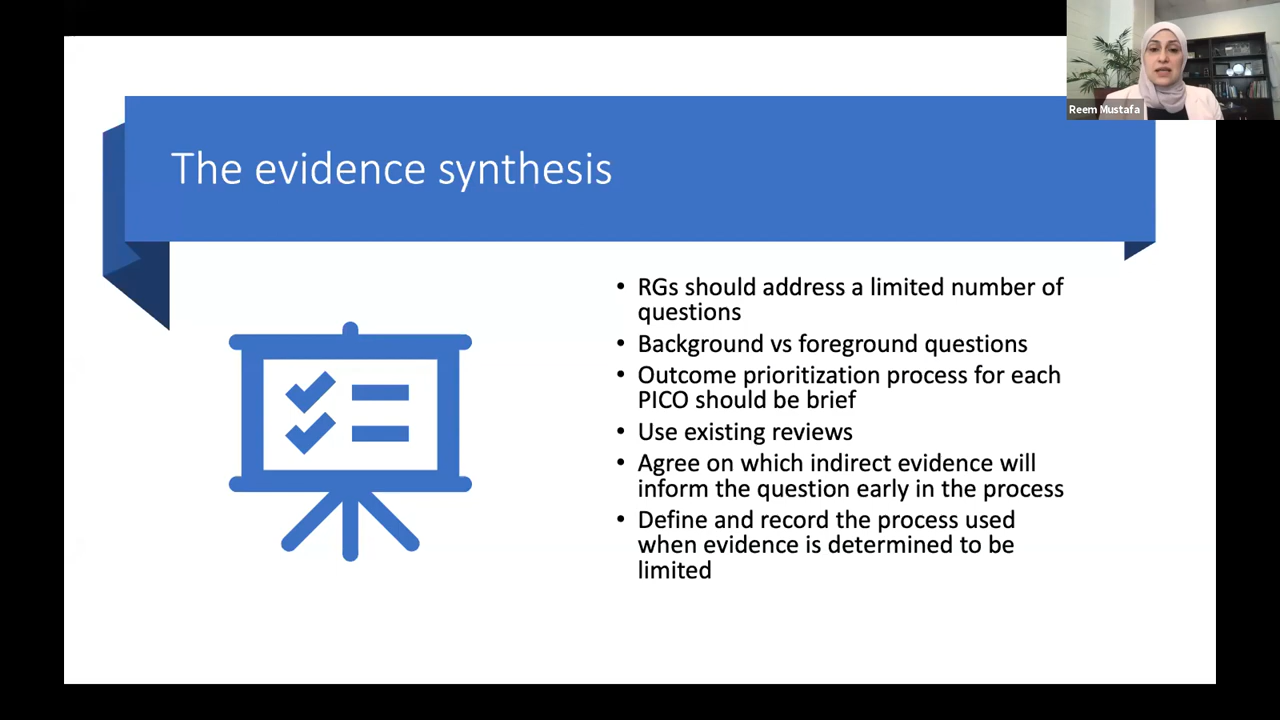 Reem Mustafa
The evidence synthesis
• RGs should address a limited number of
questions
• Background vs foreground questions
• Outcome prioritization process for each
PICO should be brief
• Use existing reviews
• Agree on which indirect evidence will
inform the question early in the process
• Define and record the process used
when evidence is determined to be
limited